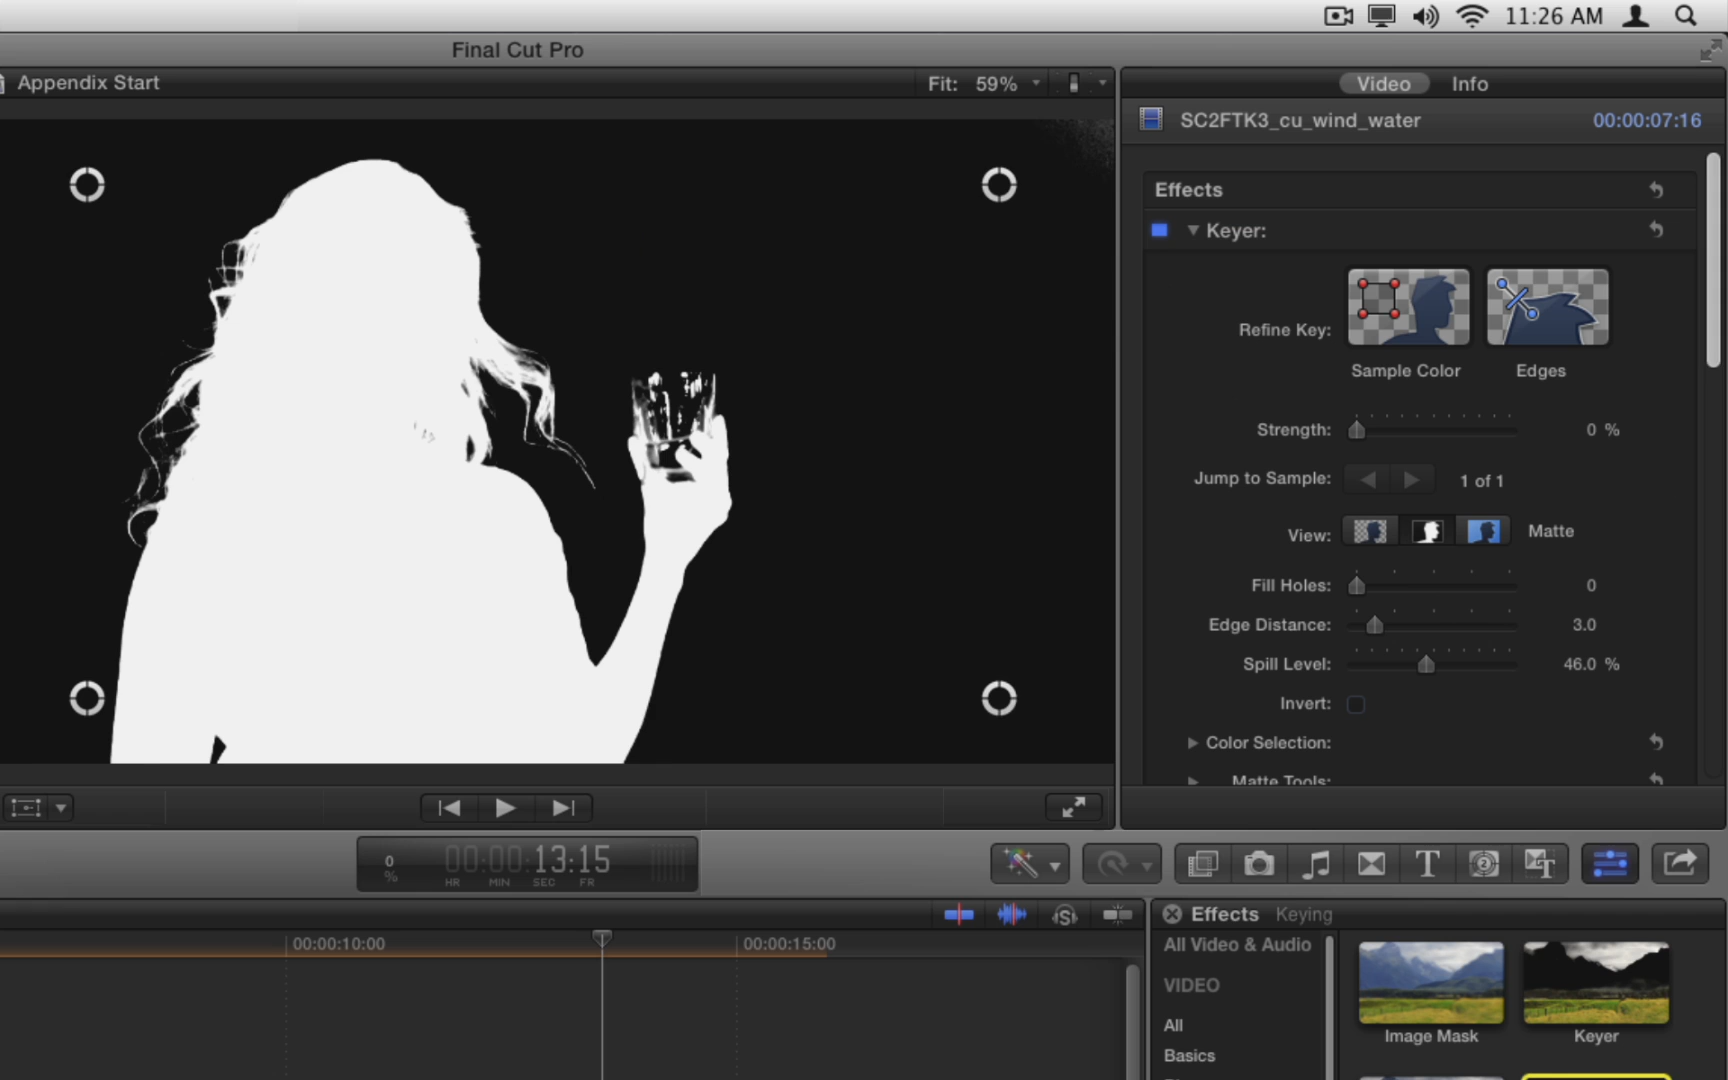 11:26 AM
Final Cut Pro
Appendix Start
Fit: 59%
Video Info
SC2FTK3_cu_wind_water 00:00:07:16
Effects
Keyer:
Refine Key:
Sample Color Edges
Strength: 0 %
Jump to Sample: 1 of 1
View: Matte
Fill Holes: 0
Edge Distance: 3.0
Spill Level: 46.0 %
Invert:
Color Selection:
Matte Tools:
0 %
00:00:13:15
HR MIN SEC FR
Effects Keying
00:00:10:00 00:00:15:00
All Video & Audio
VIDEO
All
Basics
Image Mask Keyer